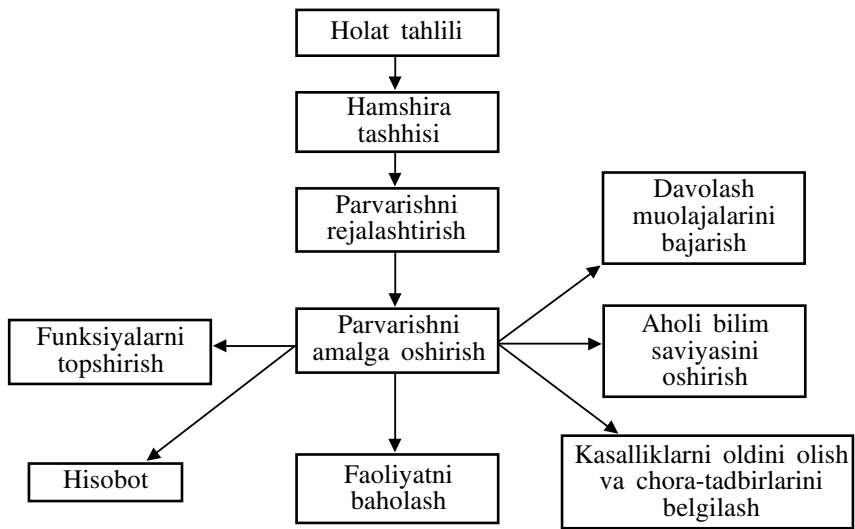 Holat tahlili
Hamshira
tashhisi
Parvarishni
rejalashtirish
Davolash
muolajalarini
bajarish
Funksiyalarni
topshirish
Parvarishni
amalga oshirish
Aholi bilim
saviyasini
oshirish
Hisobot
Faoliyatni
baholash
Kasalliklarni oldini olish
va chora-tadbirlarini
belgilash